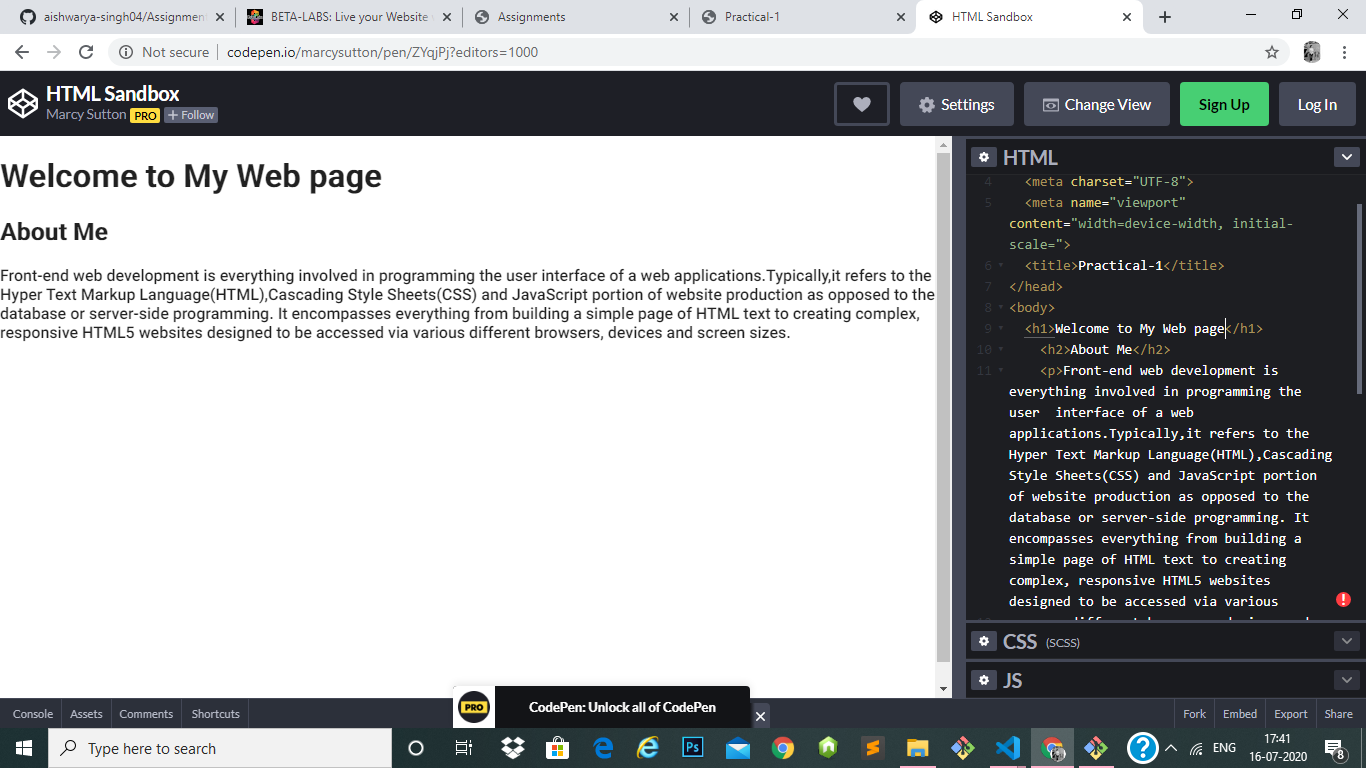 aishwarya-singh04/Assignmen
BETA-LABS: Live your Website
Assignments
Practical-1
HTML Sandbox
Not secure
codepen.io/marcysutton/pen/ZYqjPj?editors=1000
HTML Sandbox
Marcy Sutton PRO + Follow
Settings
Change View
Sign Up
Log In
Welcome to My Web page
About Me
Front-end web development is everything involved in programming the user interface of a web applications.Typically,it refers to the
Hyper Text Markup Language(HTML),Cascading Style Sheets(CSS) and JavaScript portion of website production as opposed to the
database or server-side programming. It encompasses everything from building a simple page of HTML text to creating complex,
responsive HTML5 websites designed to be accessed via various different browsers, devices and screen sizes.
HTML
4 <meta charset="UTF-8">
5 <meta name="viewport"
content="width=device-width, initial-
scale=">
6 <title>Practical-1</title>
7 </head>
8 <body>
9 <h1>Welcome to My Web page</h1>
10 <h2>About Me</h2>
11 <p>Front-end web development is
everything involved in programming the
user  interface of a web
applications.Typically,it refers to the
Hyper Text Markup Language(HTML),Cascading
Style Sheets(CSS) and JavaScript portion
of website production as opposed to the
database or server-side programming. It
encompasses everything from building a
simple page of HTML text to creating
complex, responsive HTML5 websites
designed to be accessed via various
CSS (SCSS)
JS
Console
Assets
Comments
Shortcuts
PRO
CodePen: Unlock all of CodePen
Fork
Embed
Export
Share
Type here to search
Ps
ENG
17:41
16-07-2020
8